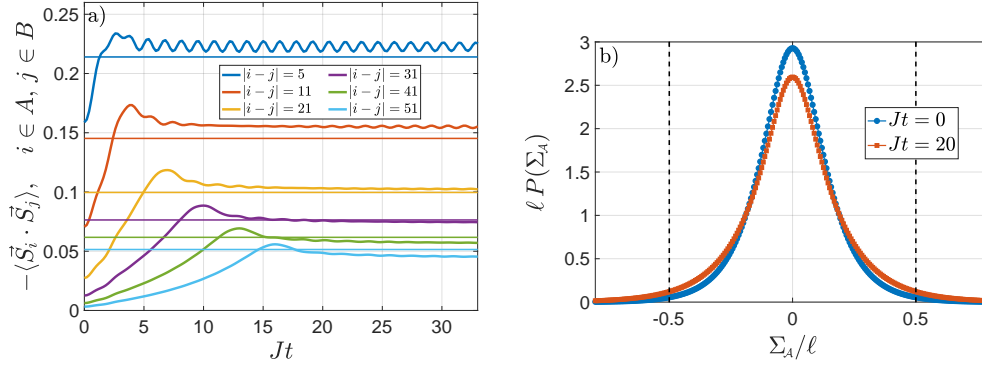 a)
−⟨S⃗_i · S⃗_j⟩, i ∈ A, j ∈ B
0.25
0.2
0.15
0.1
0.05
0
|i − j| = 5
|i − j| = 11
|i − j| = 21
|i − j| = 31
|i − j| = 41
|i − j| = 51
0 5 10 15 20 25 30
Jt
b)
ℓ P(Σ_A)
3
2.5
2
1.5
1
0.5
0
Jt = 0
Jt = 20
-0.5 0 0.5
Σ_A/ℓ